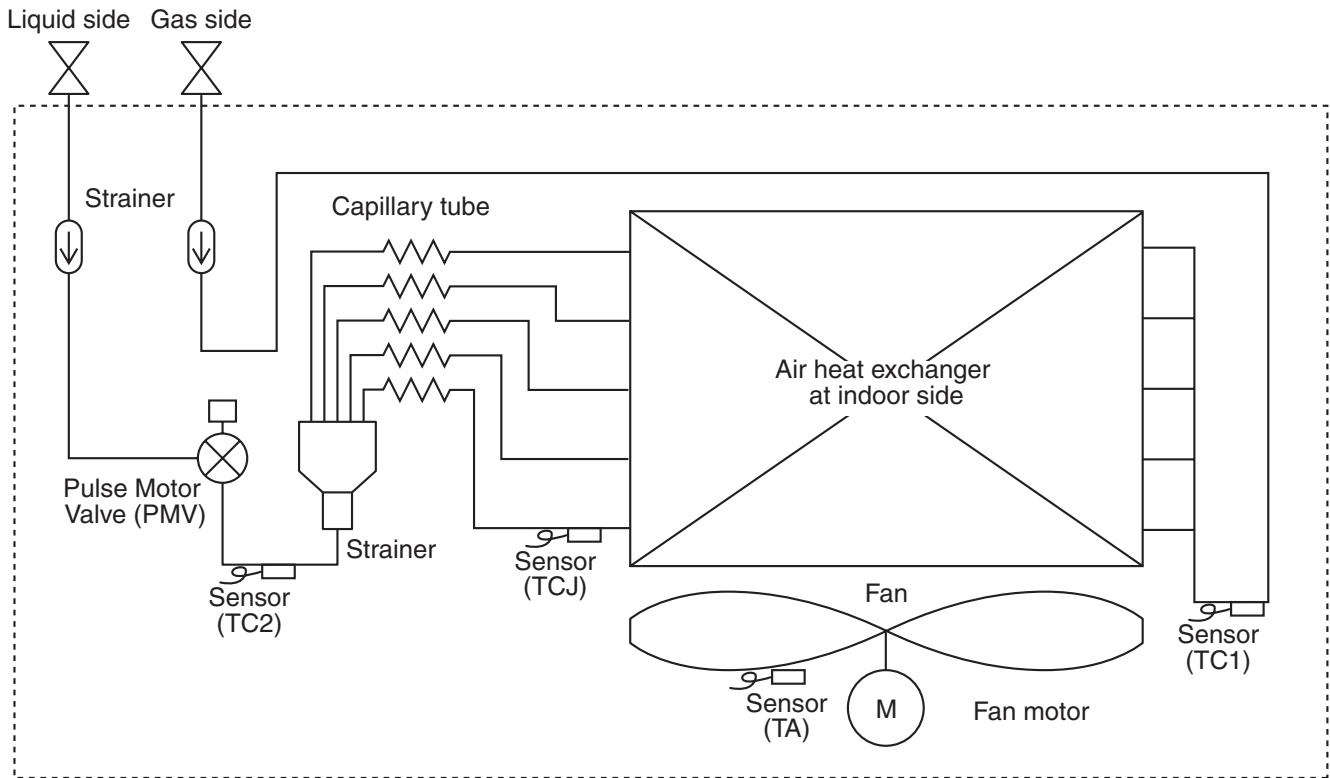 Liquid side
Gas side
Strainer
Capillary tube
Air heat exchanger
at indoor side
Pulse Motor
Valve (PMV)
Strainer
Sensor
(TCJ)
Sensor
(TC2)
Fan
Sensor
(TC1)
Sensor
(TA)
M
Fan motor